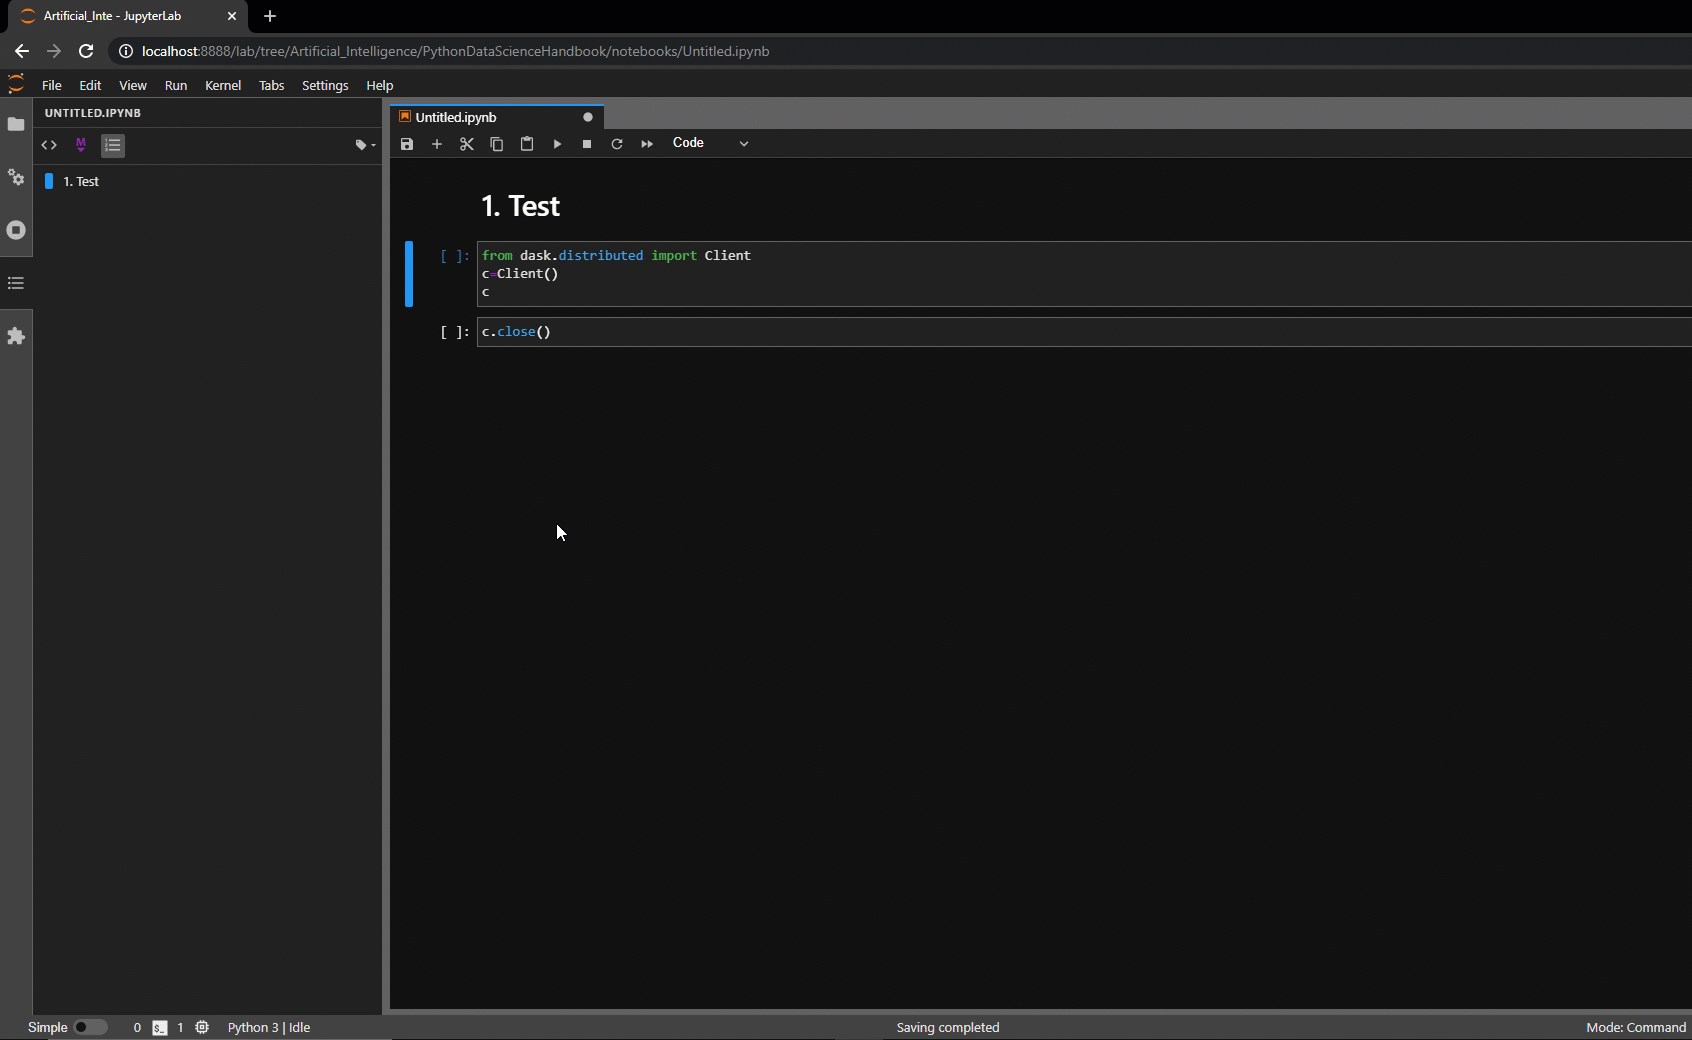 Artificial_Inte - JupyterLab
localhost:8888/lab/tree/Artificial_Intelligence/PythonDataScienceHandbook/notebooks/Untitled.ipynb
File Edit View Run Kernel Tabs Settings Help
UNTITLED.IPYNB
Untitled.ipynb
M
Code
1. Test
1. Test
[ ]: from dask.distributed import Client
c=Client()
c
[ ]: c.close()
Simple 0 $_ 1 Python 3 | Idle Saving completed Mode: Command